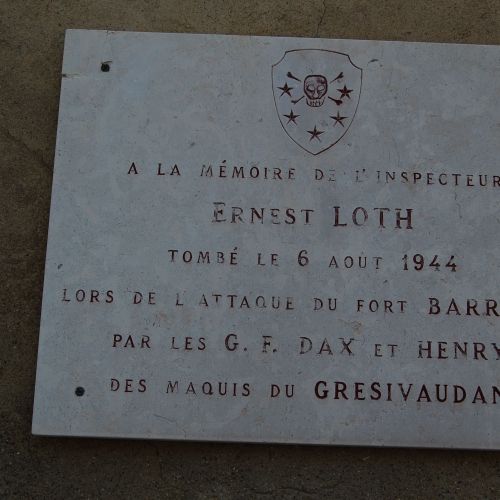 A LA MÉMOIRE DE L'INSPECTEUR
ERNEST LOTH
TOMBÉ LE 6 AOUT 1944
LORS DE L'ATTAQUE DU FORT BARR
PAR LES G. F. DAX ET HENRY
DES MAQUIS DU GRESIVAUDAN